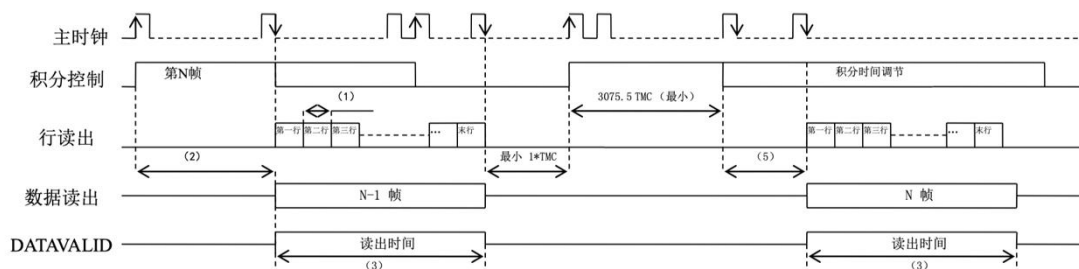 主时钟
积分控制
第N帧
积分时间调节
（1）
3075.5 TMC （最小）
行读出
第一行 第二行 第三行 ... 末行
第一行 第二行 第三行 ... 末行
（2）
最小 1*TMC
（5）
数据读出
N-1 帧
N 帧
DATAVALID
读出时间
读出时间
（3）
（3）